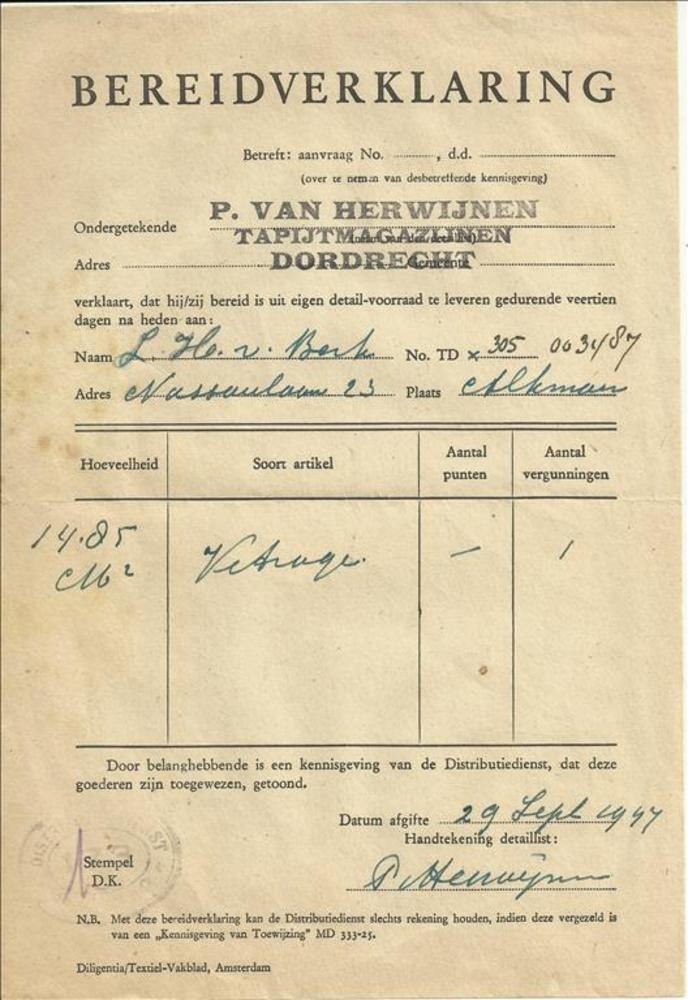 BEREIDVERKLARING
Betreft: aanvraag No. , d.d.
(over te nemen van desbetreffende kennisgeving)
Ondergetekende P. VAN HERWIJNEN
TAPIJTMAGAZIJNEN
Adres DORDRECHT Gemeente
verklaart, dat hij/zij bereid is uit eigen detail-voorraad te leveren gedurende veertien
dagen na heden aan:
Naam L. v. No. TD x 305 003487
Adres Nassaulaan 23 Plaats Alkmaar
Hoeveelheid Soort artikel Aantal punten Aantal vergunningen
14.85 Vitrage. — 1
M2
Door belanghebbende is een kennisgeving van de Distributiedienst, dat deze
goederen zijn toegewezen, getoond.
Datum afgifte 29 Sept 1947
Handtekening detaillist:
Stempel P. v Herwijnen
D.K.
N.B. Met deze bereidverklaring kan de Distributiedienst slechts rekening houden, indien deze vergezeld is
van een „Kennisgeving van Toewijzing" MD 333-25.
Diligentia/Textiel-Vakblad, Amsterdam